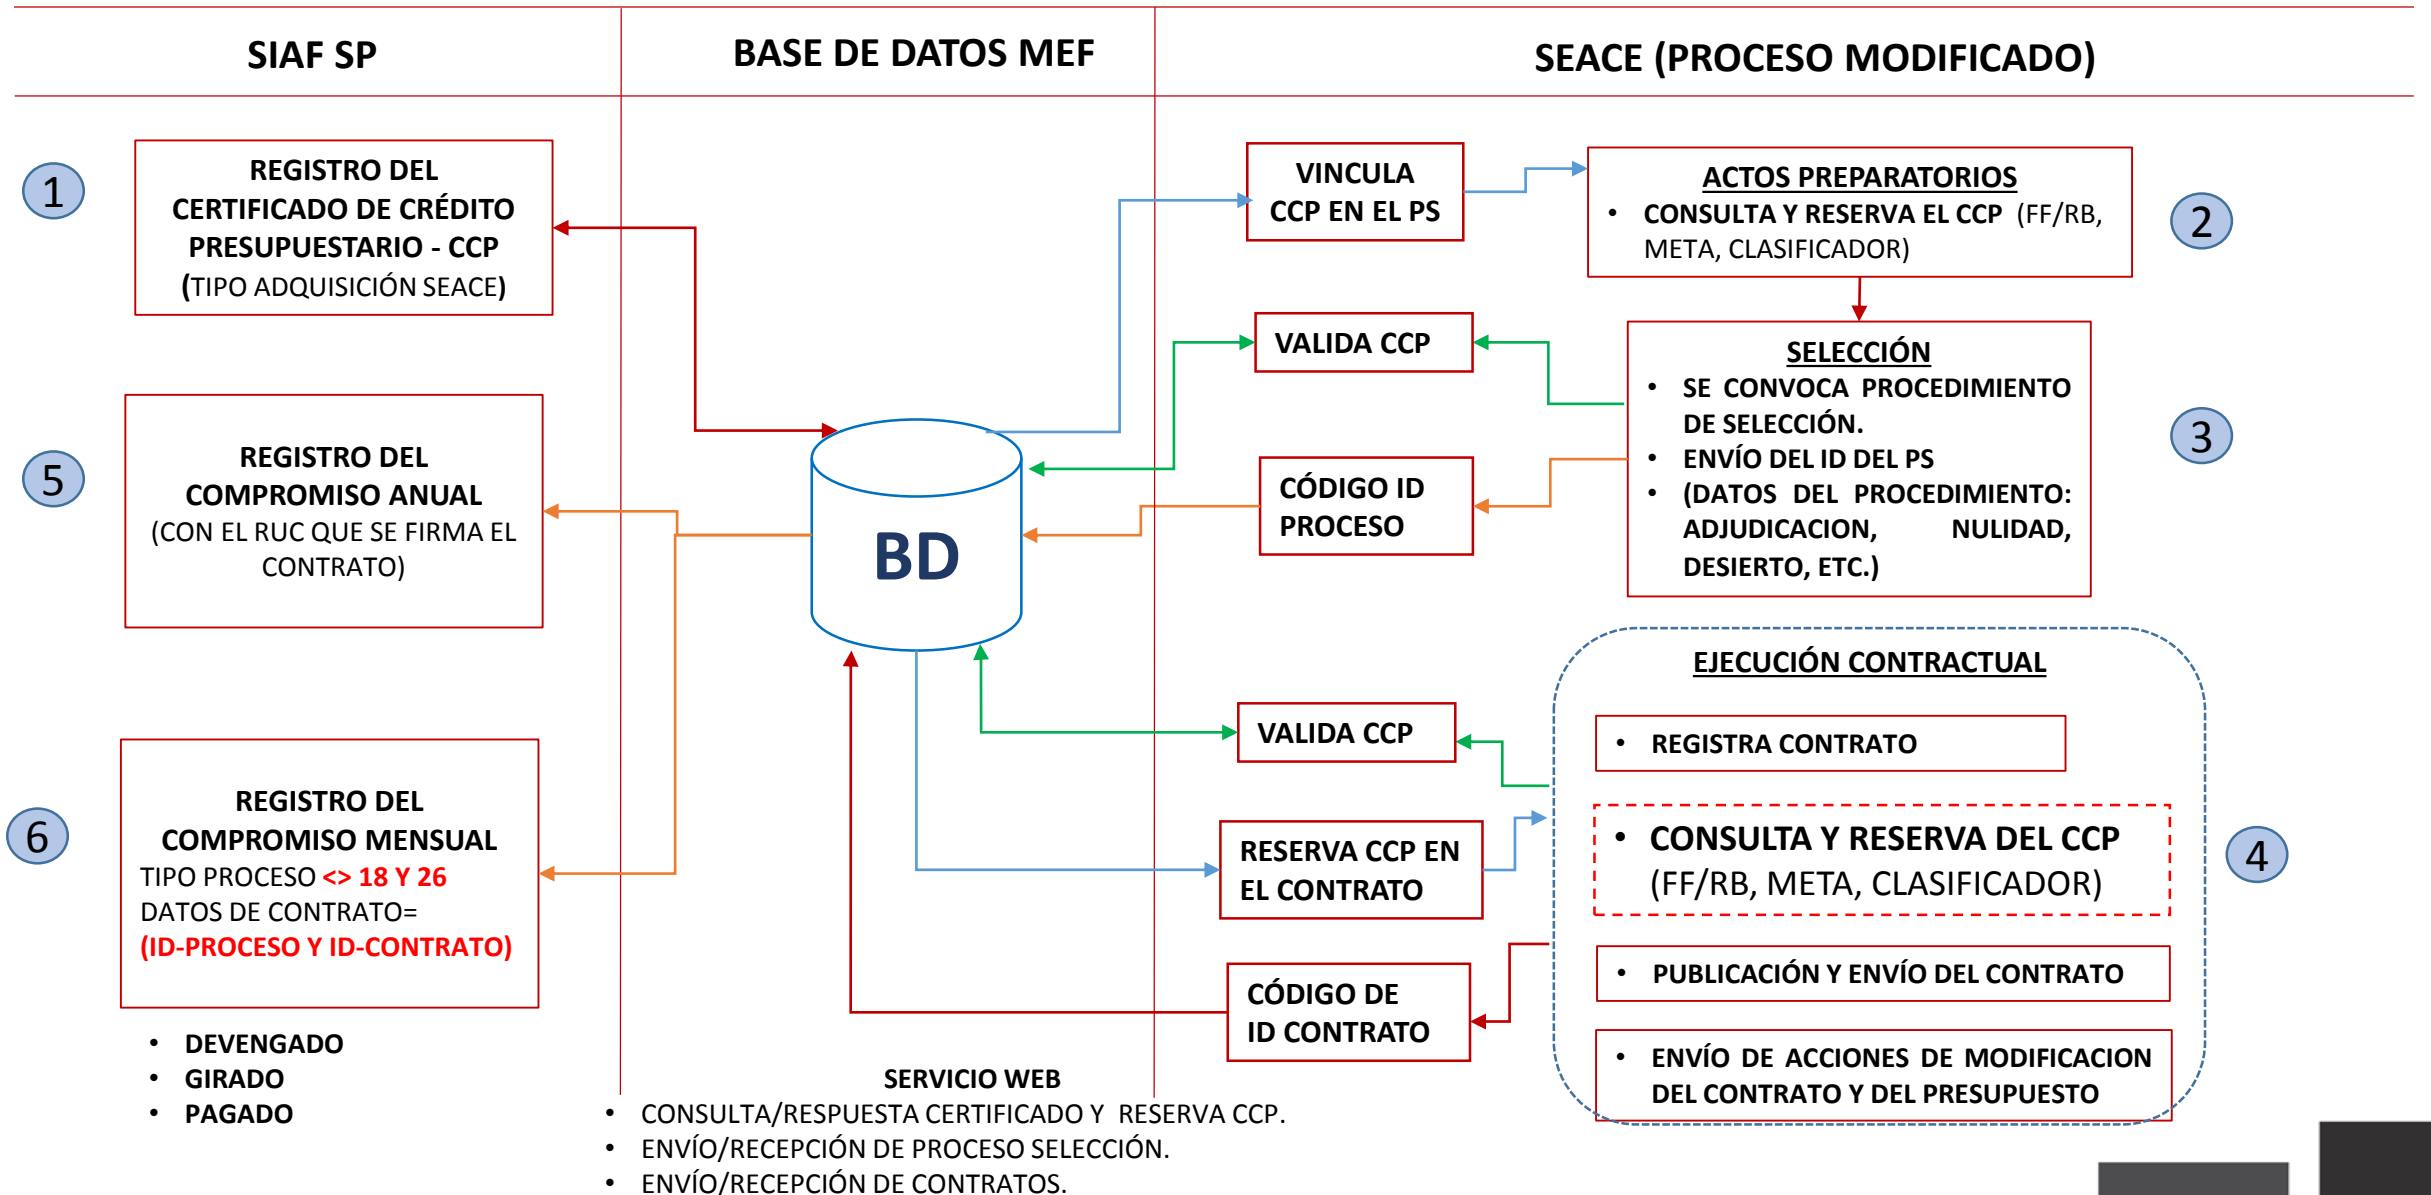 SIAF SP
BASE DE DATOS MEF
SEACE (PROCESO MODIFICADO)
1
REGISTRO DEL
CERTIFICADO DE CRÉDITO
PRESUPUESTARIO - CCP
(TIPO ADQUISICIÓN SEACE)
5
REGISTRO DEL
COMPROMISO ANUAL
(CON EL RUC QUE SE FIRMA EL
CONTRATO)
6
REGISTRO DEL
COMPROMISO MENSUAL
TIPO PROCESO <> 18 Y 26
DATOS DE CONTRATO=
(ID-PROCESO Y ID-CONTRATO)
• DEVENGADO
• GIRADO
• PAGADO
BD
SERVICIO WEB
• CONSULTA/RESPUESTA CERTIFICADO Y RESERVA CCP.
• ENVÍO/RECEPCIÓN DE PROCESO SELECCIÓN.
• ENVÍO/RECEPCIÓN DE CONTRATOS.
VINCULA
CCP EN EL PS
VALIDA CCP
CÓDIGO ID
PROCESO
VALIDA CCP
RESERVA CCP EN
EL CONTRATO
CÓDIGO DE
ID CONTRATO
ACTOS PREPARATORIOS
• CONSULTA Y RESERVA EL CCP (FF/RB,
META, CLASIFICADOR)
2
SELECCIÓN
• SE CONVOCA PROCEDIMIENTO
DE SELECCIÓN.
• ENVÍO DEL ID DEL PS
• (DATOS DEL PROCEDIMIENTO:
ADJUDICACION, NULIDAD,
DESIERTO, ETC.)
3
EJECUCIÓN CONTRACTUAL
• REGISTRA CONTRATO
• CONSULTA Y RESERVA DEL CCP
(FF/RB, META, CLASIFICADOR)
4
• PUBLICACIÓN Y ENVÍO DEL CONTRATO
• ENVÍO DE ACCIONES DE MODIFICACION
DEL CONTRATO Y DEL PRESUPUESTO